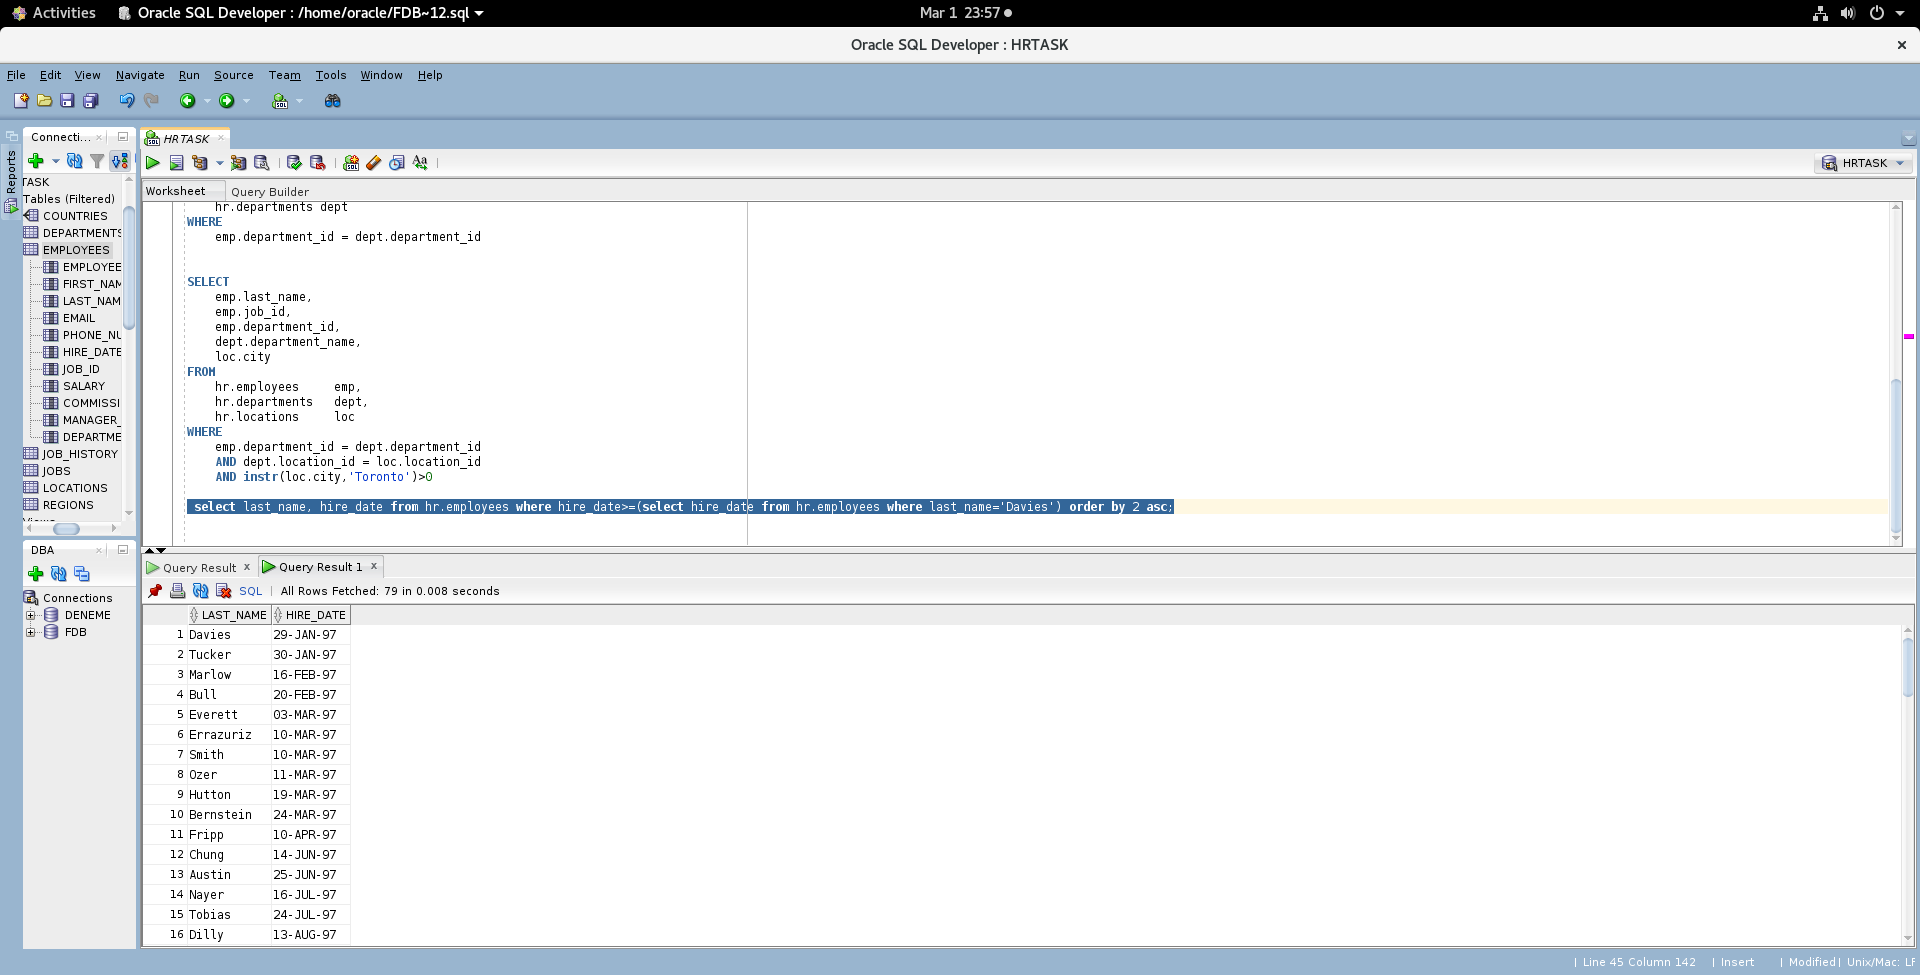 Activities
Oracle SQL Developer : /home/oracle/FDB~12.sql
Mar 1 23:57
Oracle SQL Developer : HRTASK
File Edit View Navigate Run Source Team Tools Window Help
Reports
Connecti...
TASK
Tables (Filtered)
COUNTRIES
DEPARTMENTS
EMPLOYEES
EMPLOYEE
FIRST_NAM
LAST_NAM
EMAIL
PHONE_NU
HIRE_DATE
JOB_ID
SALARY
COMMISSI
MANAGER_
DEPARTME
JOB_HISTORY
JOBS
LOCATIONS
REGIONS
Views
DBA
Connections
DENEME
FDB
HRTASK
HRTASK
Worksheet Query Builder
hr.departments dept
WHERE
emp.department_id = dept.department_id
SELECT
emp.last_name,
emp.job_id,
emp.department_id,
dept.department_name,
loc.city
FROM
hr.employees emp,
hr.departments dept,
hr.locations loc
WHERE
emp.department_id = dept.department_id
AND dept.location_id = loc.location_id
AND instr(loc.city,'Toronto')>0
select last_name, hire_date from hr.employees where hire_date>=(select hire_date from hr.employees where last_name='Davies') order by 2 asc;
Query Result x Query Result 1 x
SQL | All Rows Fetched: 79 in 0.008 seconds
LAST_NAME HIRE_DATE
1 Davies 29-JAN-97
2 Tucker 30-JAN-97
3 Marlow 16-FEB-97
4 Bull 20-FEB-97
5 Everett 03-MAR-97
6 Errazuriz 10-MAR-97
7 Smith 10-MAR-97
8 Ozer 11-MAR-97
9 Hutton 19-MAR-97
10 Bernstein 24-MAR-97
11 Fripp 10-APR-97
12 Chung 14-JUN-97
13 Austin 25-JUN-97
14 Nayer 16-JUL-97
15 Tobias 24-JUL-97
16 Dilly 13-AUG-97
| Line 45 Column 142 | Insert | Modified | Unix/Mac: LF